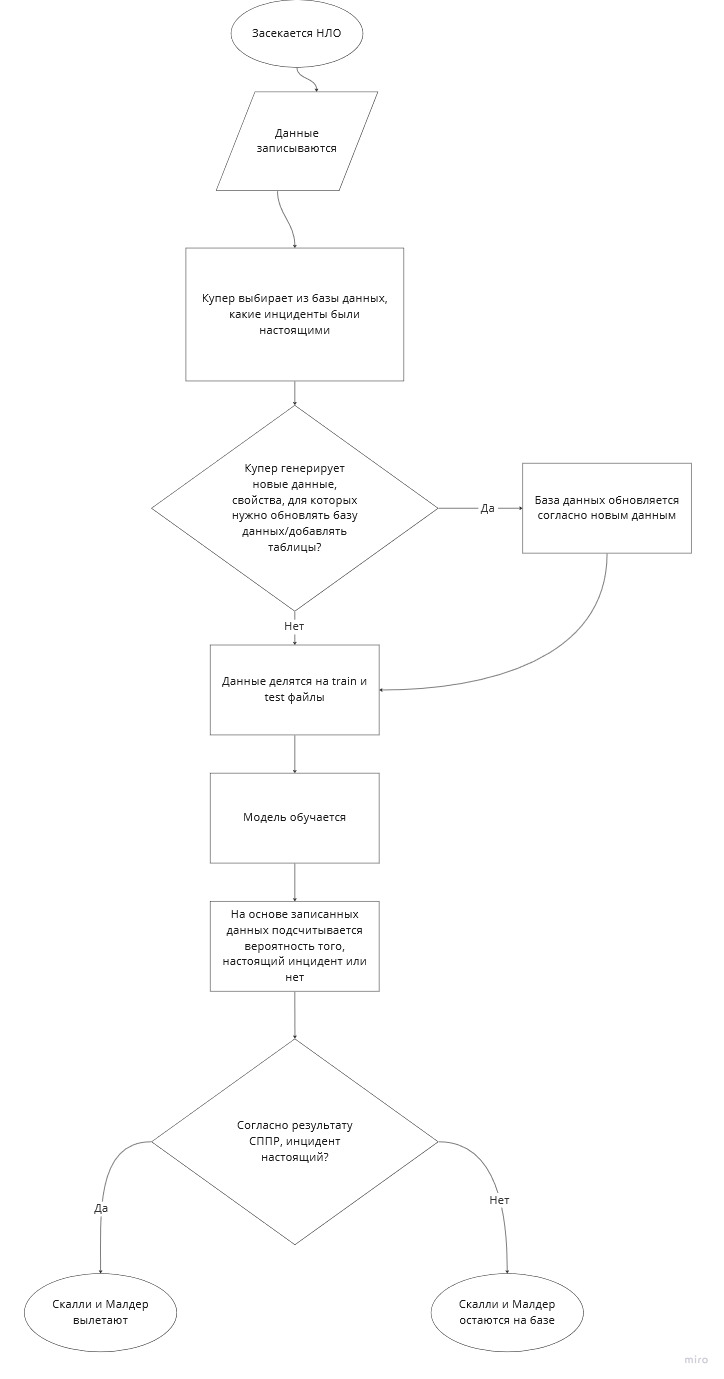 Засекается НЛО
Данные
записываются
Купер выбирает из базы данных,
какие инциденты были
настоящими
Купер генерирует
новые данные,
свойства, для которых
нужно обновлять базу
данных/добавлять
таблицы?
Да
База данных обновляется
согласно новым данным
Нет
Данные делятся на train и
test файлы
Модель обучается
На основе записанных
данных подсчитывается
вероятность того,
настоящий инцидент или
нет
Согласно результату
СППР, инцидент
настоящий?
Да
Нет
Скалли и Малдер
вылетают
Скалли и Малдер
остаются на базе
miro